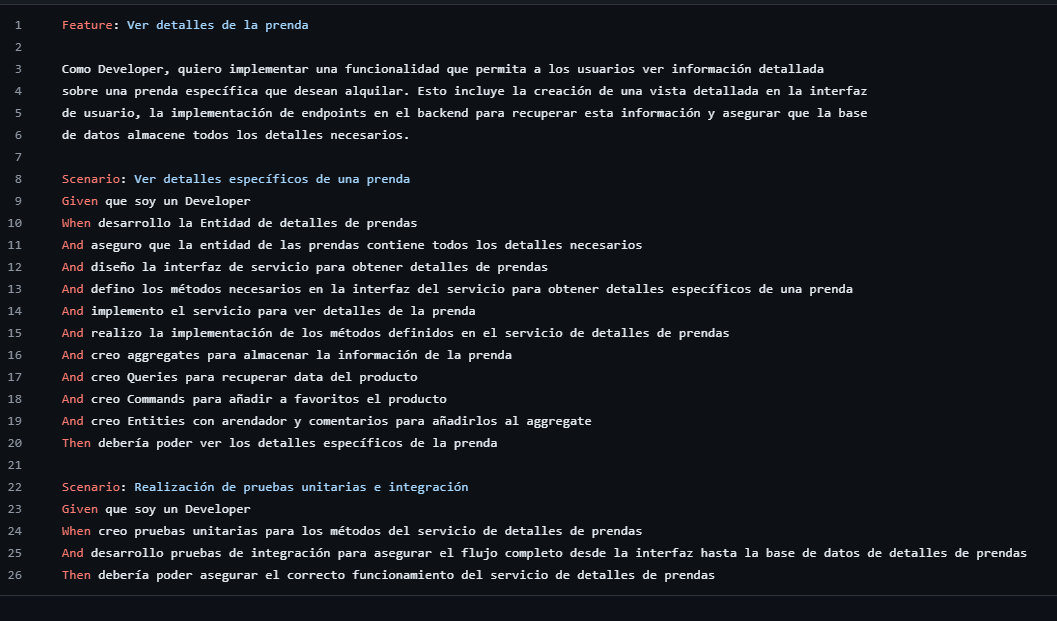 1 Feature: Ver detalles de la prenda
2
3 Como Developer, quiero implementar una funcionalidad que permita a los usuarios ver información detallada
4 sobre una prenda específica que desean alquilar. Esto incluye la creación de una vista detallada en la interfaz
5 de usuario, la implementación de endpoints en el backend para recuperar esta información y asegurar que la base
6 de datos almacene todos los detalles necesarios.
7
8 Scenario: Ver detalles específicos de una prenda
9 Given que soy un Developer
10 When desarrollo la Entidad de detalles de prendas
11 And aseguro que la entidad de las prendas contiene todos los detalles necesarios
12 And diseño la interfaz de servicio para obtener detalles de prendas
13 And defino los métodos necesarios en la interfaz del servicio para obtener detalles específicos de una prenda
14 And implemento el servicio para ver detalles de la prenda
15 And realizo la implementación de los métodos definidos en el servicio de detalles de prendas
16 And creo aggregates para almacenar la información de la prenda
17 And creo Queries para recuperar data del producto
18 And creo Commands para añadir a favoritos el producto
19 And creo Entities con arendador y comentarios para añadirlos al aggregate
20 Then debería poder ver los detalles específicos de la prenda
21
22 Scenario: Realización de pruebas unitarias e integración
23 Given que soy un Developer
24 When creo pruebas unitarias para los métodos del servicio de detalles de prendas
25 And desarrollo pruebas de integración para asegurar el flujo completo desde la interfaz hasta la base de datos de detalles de prendas
26 Then debería poder asegurar el correcto funcionamiento del servicio de detalles de prendas